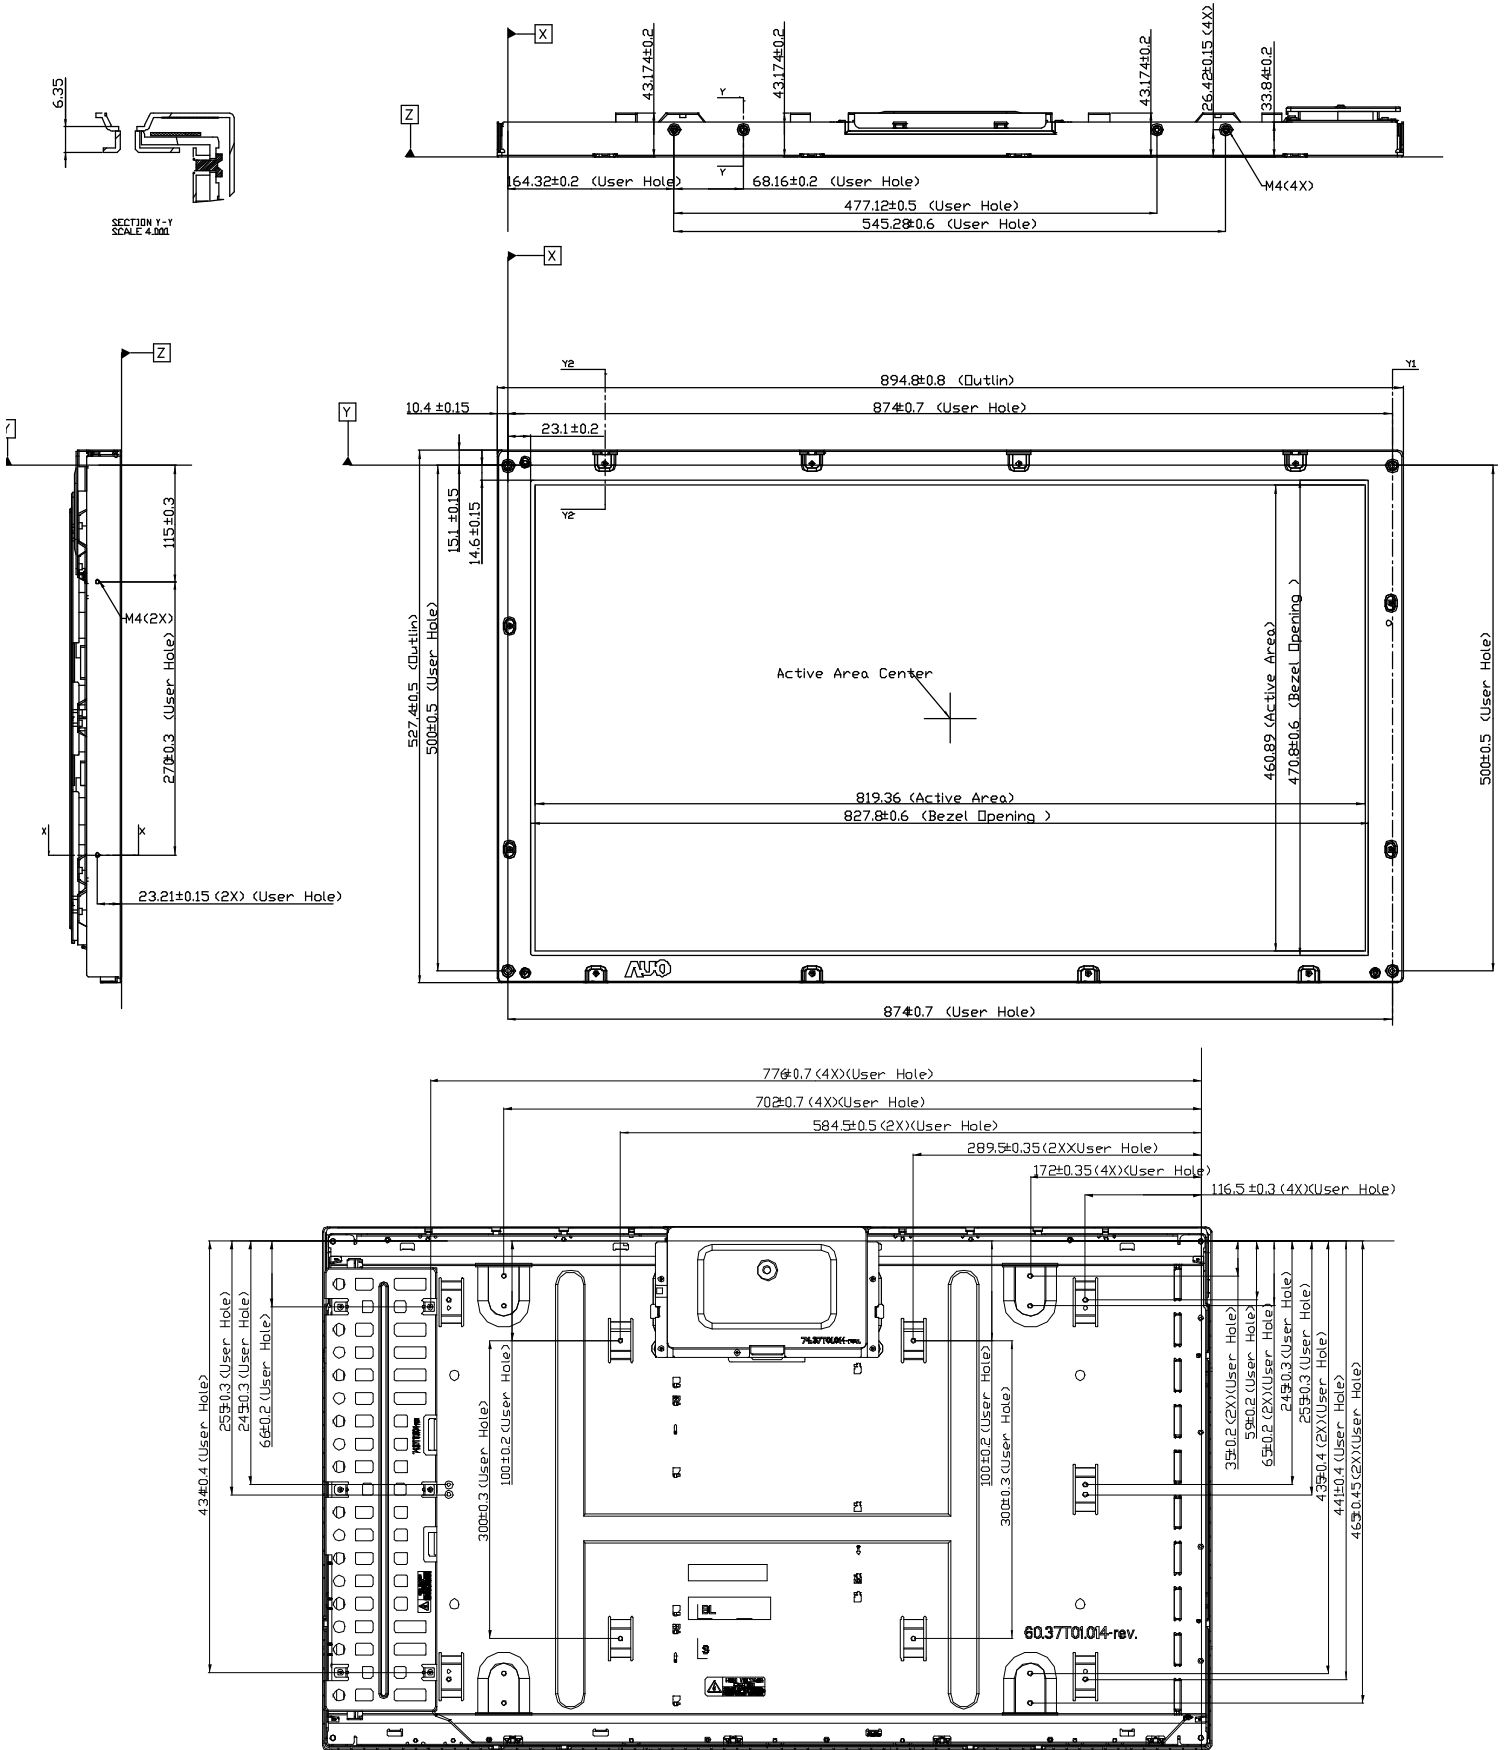 X
43.174±0.2
43.174±0.2
43.174±0.2
26.42±0.15 (4X)
33.84±0.2
6.35
Z
Y
Y
164.32±0.2 (User Hole)
68.16±0.2 (User Hole)
M4(4X)
477.12±0.5 (User Hole)
545.28±0.6 (User Hole)
SECTION Y-Y
SCALE 4.000
X
Z
Y2
Y1
894.8±0.8 (Outlin)
10.4 ±0.15
874±0.7 (User Hole)
Y
Y
23.1±0.2
115±0.3
15.1 ±0.15
14.6±0.15
Y2
M4(2X)
270±0.3 (User Hole)
527.4±0.5 (Outlin)
500±0.5 (User Hole)
Active Area Center
460.89 (Active Area)
470.8±0.6 (Bezel Opening )
500±0.5 (User Hole)
819.36 (Active Area)
827.8±0.6 (Bezel Opening )
X
X
23.21±0.15 (2X) (User Hole)
AUO
874±0.7 (User Hole)
776±0.7 (4X)(User Hole)
702±0.7 (4X)(User Hole)
584.5±0.5 (2X)(User Hole)
289.5±0.35 (2X)(User Hole)
172±0.35 (4X)(User Hole)
116.5 ±0.3 (4X)(User Hole)
434±0.4 (User Hole)
255±0.3 (User Hole)
245±0.3 (User Hole)
66±0.2 (User Hole)
300±0.3 (User Hole)
100±0.2 (User Hole)
74.37T01.014-rev.
100±0.2 (User Hole)
300±0.3 (User Hole)
35±0.2 (2X)(User Hole)
59±0.2 (User Hole)
65±0.2 (2X)(User Hole)
245±0.3 (User Hole)
255±0.3 (User Hole)
435±0.4 (2X)(User Hole)
441±0.4 (User Hole)
465±0.45 (2X)(User Hole)
BL
S
60.37T01.014-rev.